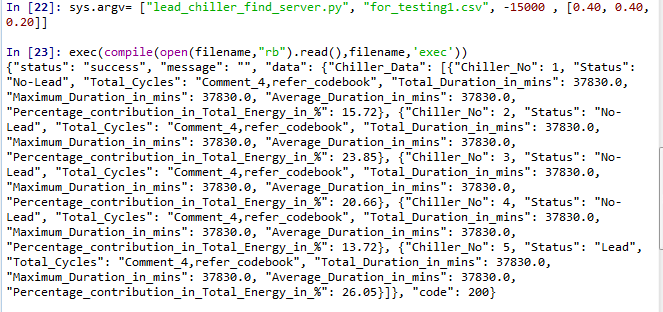 In [22]: sys.argv= ["lead_chiller_find_server.py", "for_testing1.csv", -15000 , [0.40, 0.40,
0.20]]
In [23]: exec(compile(open(filename,"rb").read(),filename,'exec'))
{"status": "success", "message": "", "data": {"Chiller_Data": [{"Chiller_No": 1, "Status":
"No-Lead", "Total_Cycles": "Comment_4,refer_codebook", "Total_Duration_in_mins": 37830.0,
"Maximum_Duration_in_mins": 37830.0, "Average_Duration_in_mins": 37830.0,
"Percentage_contribution_in_Total_Energy_in_%": 15.72}, {"Chiller_No": 2, "Status": "No-
Lead", "Total_Cycles": "Comment_4,refer_codebook", "Total_Duration_in_mins": 37830.0,
"Maximum_Duration_in_mins": 37830.0, "Average_Duration_in_mins": 37830.0,
"Percentage_contribution_in_Total_Energy_in_%": 23.85}, {"Chiller_No": 3, "Status": "No-
Lead", "Total_Cycles": "Comment_4,refer_codebook", "Total_Duration_in_mins": 37830.0,
"Maximum_Duration_in_mins": 37830.0, "Average_Duration_in_mins": 37830.0,
"Percentage_contribution_in_Total_Energy_in_%": 20.66}, {"Chiller_No": 4, "Status": "No-
Lead", "Total_Cycles": "Comment_4,refer_codebook", "Total_Duration_in_mins": 37830.0,
"Maximum_Duration_in_mins": 37830.0, "Average_Duration_in_mins": 37830.0,
"Percentage_contribution_in_Total_Energy_in_%": 13.72}, {"Chiller_No": 5, "Status": "Lead",
"Total_Cycles": "Comment_4,refer_codebook", "Total_Duration_in_mins": 37830.0,
"Maximum_Duration_in_mins": 37830.0, "Average_Duration_in_mins": 37830.0,
"Percentage_contribution_in_Total_Energy_in_%": 26.05}]}, "code": 200}